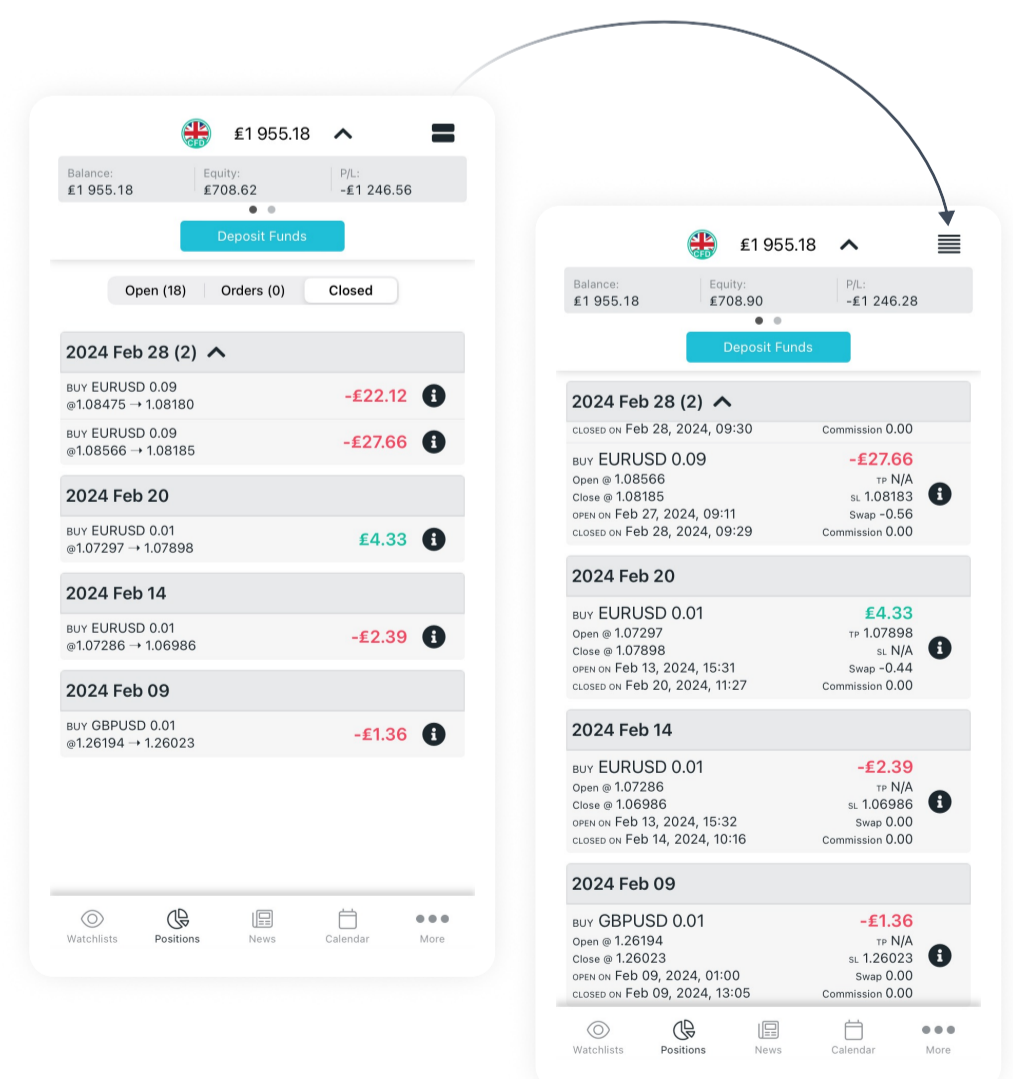 CFD
₤1 955.18
Balance:
₤1 955.18
Equity:
₤708.62
P/L:
-₤1 246.56
Deposit Funds
Open (18)
Orders (0)
Closed
2024 Feb 28 (2)
BUY EURUSD 0.09
-₤22.12
@1.08475 → 1.08180
BUY EURUSD 0.09
-₤27.66
@1.08566 → 1.08185
2024 Feb 20
BUY EURUSD 0.01
₤4.33
@1.07297 → 1.07898
2024 Feb 14
BUY EURUSD 0.01
-₤2.39
@1.07286 → 1.06986
2024 Feb 09
BUY GBPUSD 0.01
-₤1.36
@1.26194 → 1.26023
Watchlists
Positions
News
Calendar
More
CFD
₤1 955.18
Balance:
₤1 955.18
Equity:
₤708.90
P/L:
-₤1 246.28
Deposit Funds
2024 Feb 28 (2)
CLOSED ON Feb 28, 2024, 09:30
Commission 0.00
BUY EURUSD 0.09
-₤27.66
Open @ 1.08566
TP N/A
Close @ 1.08185
SL 1.08183
OPEN ON Feb 27, 2024, 09:11
Swap -0.56
CLOSED ON Feb 28, 2024, 09:29
Commission 0.00
2024 Feb 20
BUY EURUSD 0.01
₤4.33
Open @ 1.07297
TP 1.07898
Close @ 1.07898
SL N/A
OPEN ON Feb 13, 2024, 15:31
Swap -0.44
CLOSED ON Feb 20, 2024, 11:27
Commission 0.00
2024 Feb 14
BUY EURUSD 0.01
-₤2.39
Open @ 1.07286
TP N/A
Close @ 1.06986
SL 1.06986
OPEN ON Feb 13, 2024, 15:32
Swap 0.00
CLOSED ON Feb 14, 2024, 10:16
Commission 0.00
2024 Feb 09
BUY GBPUSD 0.01
-₤1.36
Open @ 1.26194
TP N/A
Close @ 1.26023
SL 1.26023
OPEN ON Feb 09, 2024, 01:00
Swap 0.00
CLOSED ON Feb 09, 2024, 13:05
Commission 0.00
Watchlists
Positions
News
Calendar
More